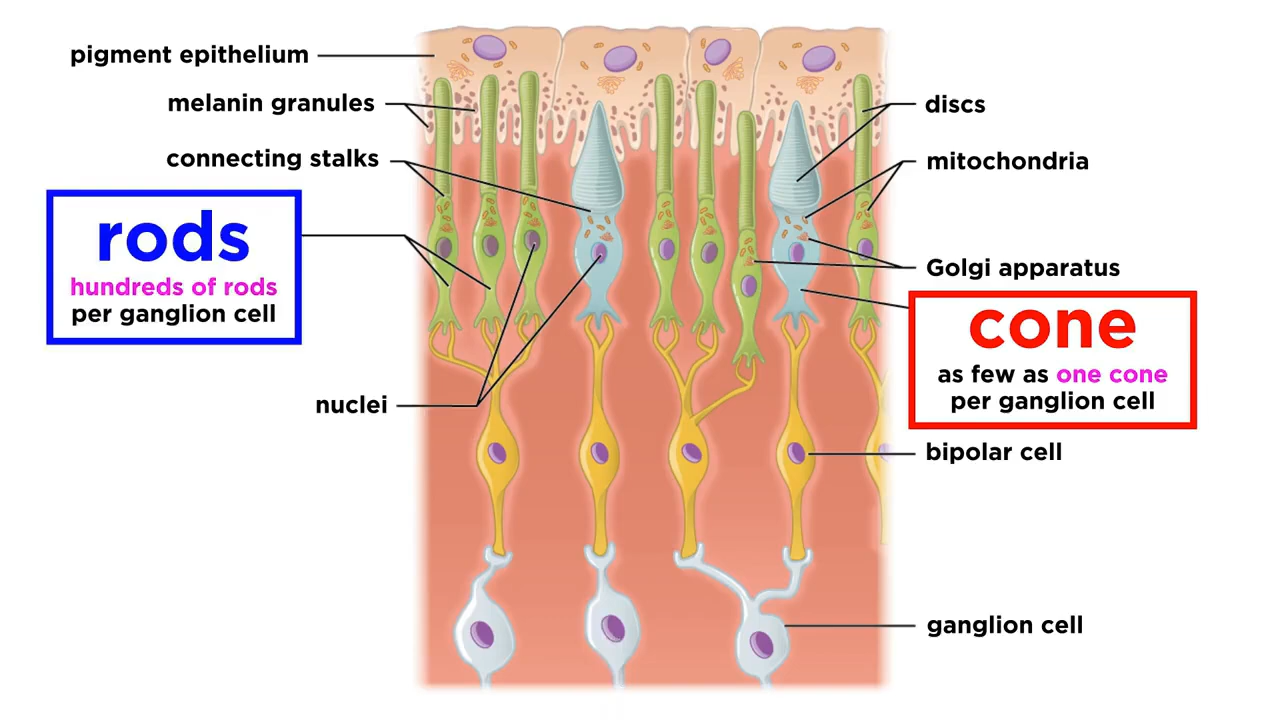 pigment epithelium
melanin granules
connecting stalks
rods
hundreds of rods
per ganglion cell
nuclei
discs
mitochondria
Golgi apparatus
cone
as few as one cone
per ganglion cell
bipolar cell
ganglion cell